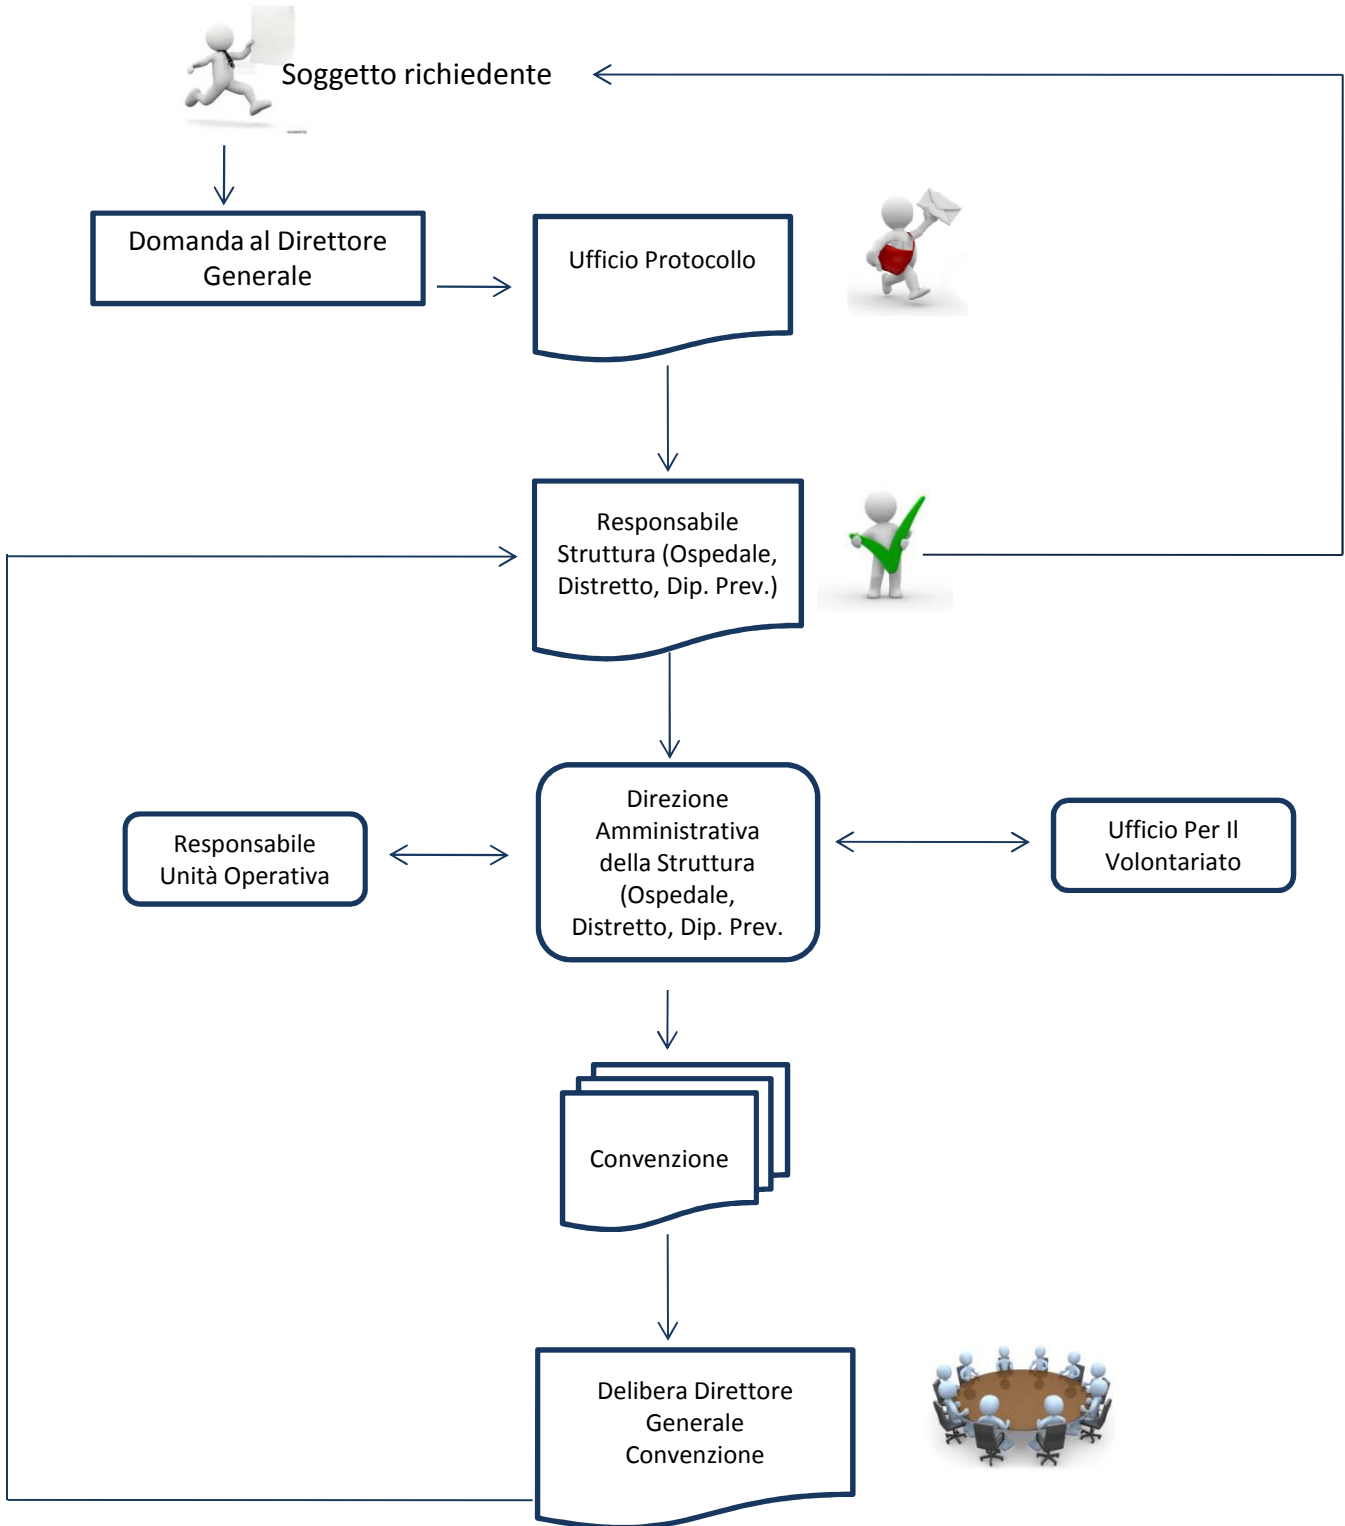 Soggetto richiedente
Domanda al Direttore
Generale
Ufficio Protocollo
Responsabile
Struttura (Ospedale,
Distretto, Dip. Prev.)
Direzione
Amministrativa
della Struttura
(Ospedale,
Distretto, Dip. Prev.
Responsabile
Unità Operativa
Ufficio Per Il
Volontariato
Convenzione
Delibera Direttore
Generale
Convenzione